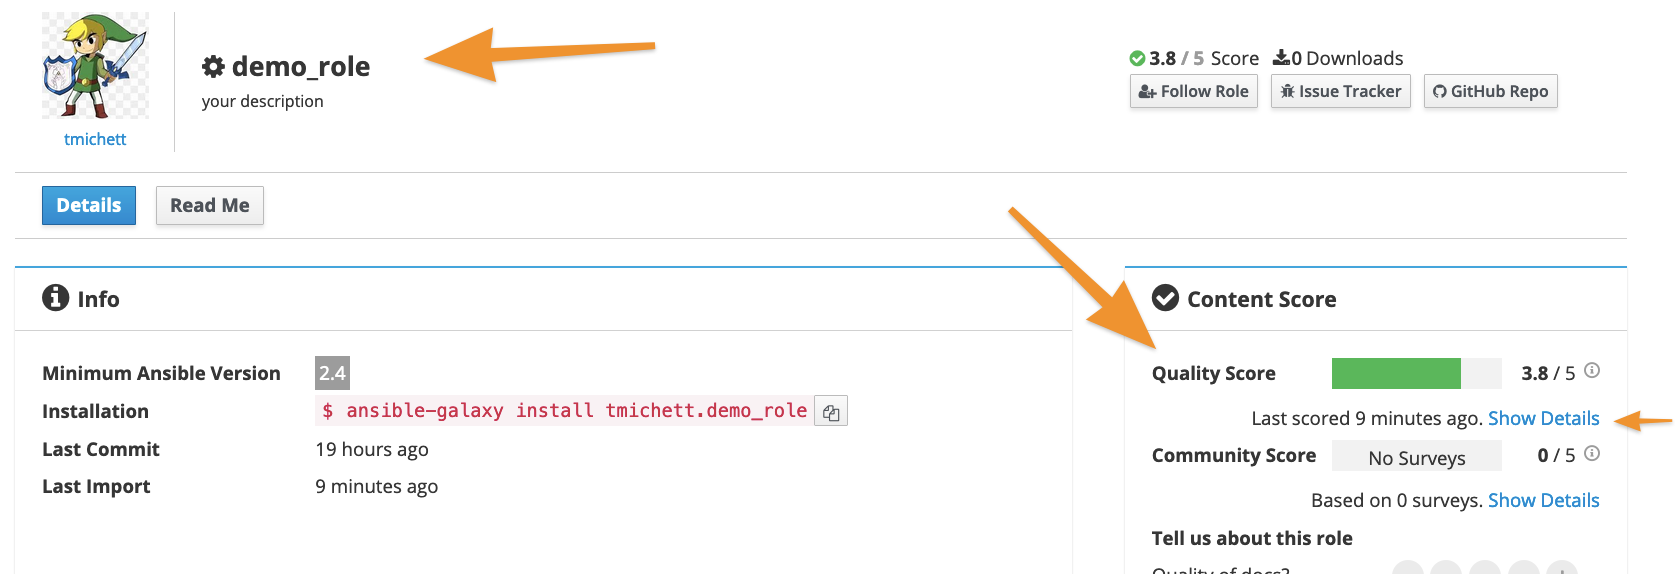 demo_role
your description
tmichett
3.8 / 5 Score 0 Downloads
Follow Role Issue Tracker GitHub Repo
Details Read Me
Info
Minimum Ansible Version 2.4
Installation $ ansible-galaxy install tmichett.demo_role
Last Commit 19 hours ago
Last Import 9 minutes ago
Content Score
Quality Score 3.8 / 5
Last scored 9 minutes ago. Show Details
Community Score No Surveys 0 / 5
Based on 0 surveys. Show Details
Tell us about this role
Quality of docs?